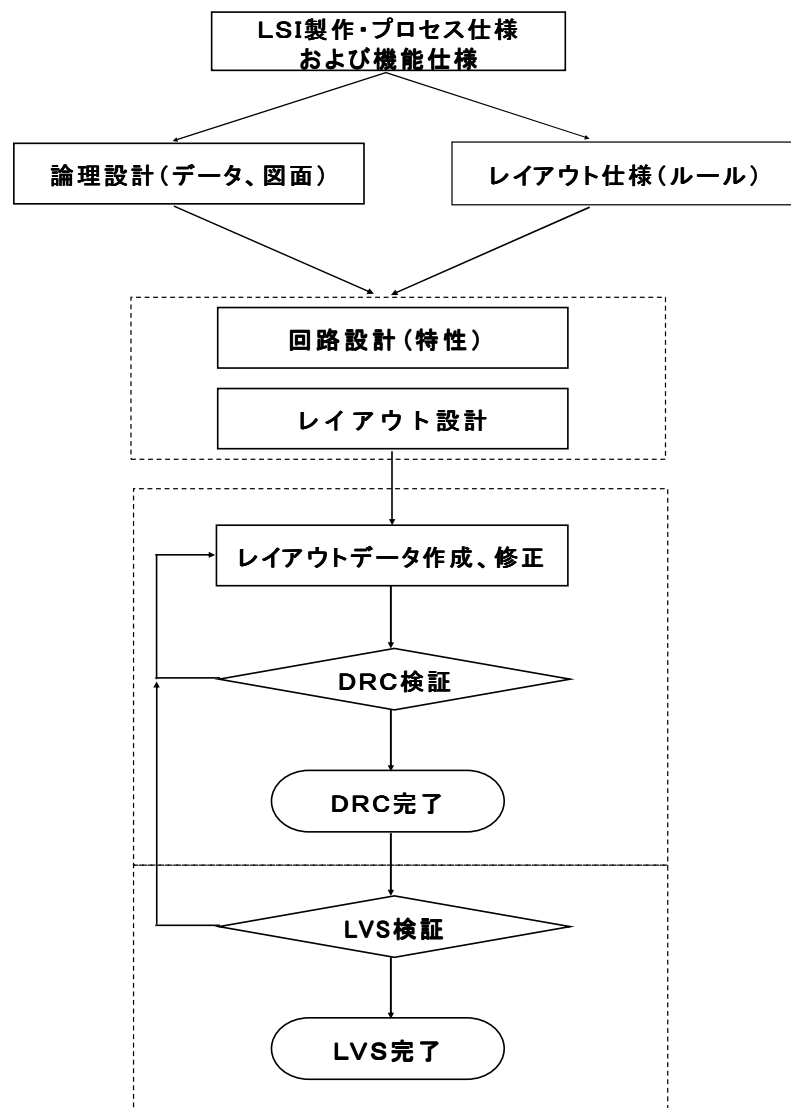 LSI製作・プロセス仕様
および機能仕様
論理設計（データ、図面）
レイアウト仕様（ルール）
回路設計（特性）
レイアウト設計
レイアウトデータ作成、修正
DRC検証
DRC完了
LVS検証
LVS完了